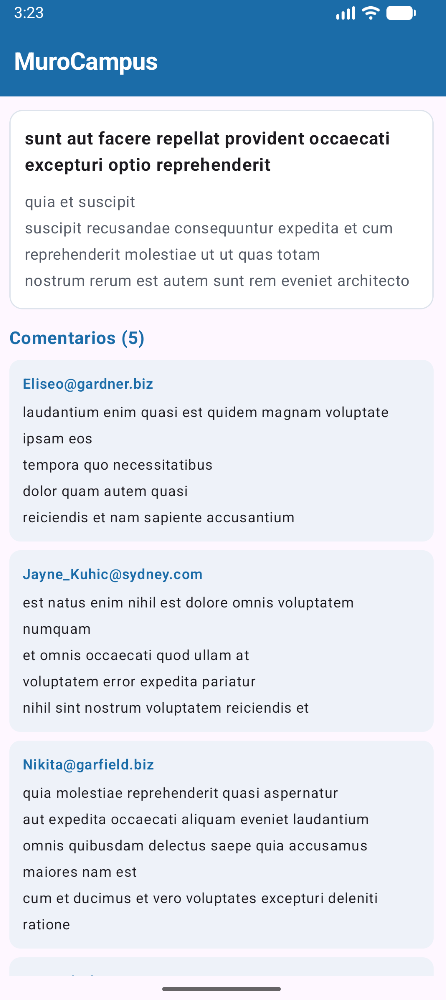 3:23
MuroCampus
sunt aut facere repellat provident occaecati
excepturi optio reprehenderit
quia et suscipit
suscipit recusandae consequuntur expedita et cum
reprehenderit molestiae ut ut quas totam
nostrum rerum est autem sunt rem eveniet architecto
Comentarios (5)
Eliseo@gardner.biz
laudantium enim quasi est quidem magnam voluptate
ipsam eos
tempora quo necessitatibus
dolor quam autem quasi
reiciendis et nam sapiente accusantium
Jayne_Kuhic@sydney.com
est natus enim nihil est dolore omnis voluptatem
numquam
et omnis occaecati quod ullam at
voluptatem error expedita pariatur
nihil sint nostrum voluptatem reiciendis et
Nikita@garfield.biz
quia molestiae reprehenderit quasi aspernatur
aut expedita occaecati aliquam eveniet laudantium
omnis quibusdam delectus saepe quia accusamus
maiores nam est
cum et ducimus et vero voluptates excepturi deleniti
ratione